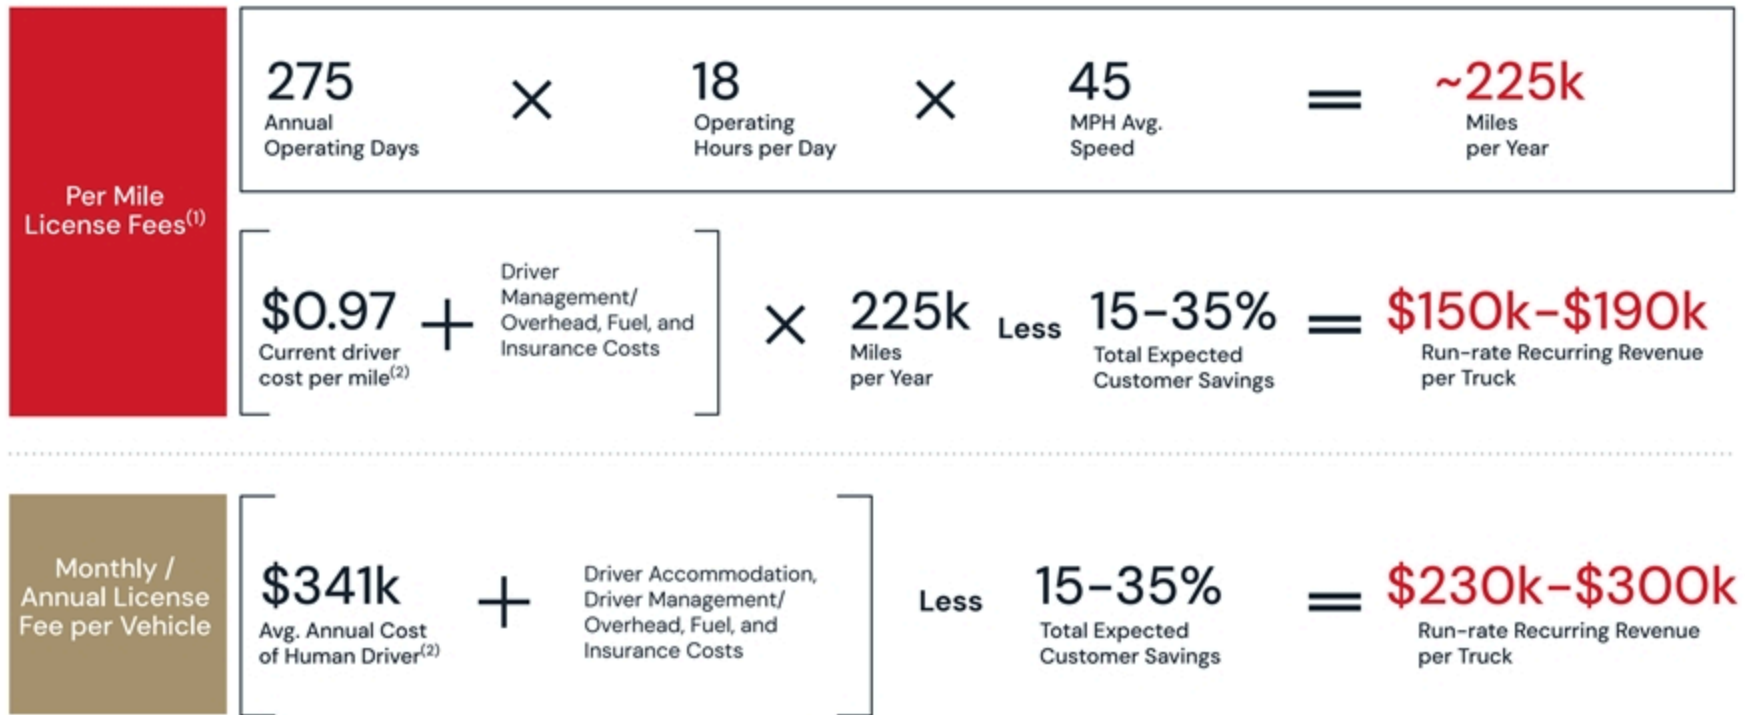 Per Mile
License Fees(1)
275
Annual
Operating Days
×
18
Operating
Hours per Day
×
45
MPH Avg.
Speed
=
~225k
Miles
per Year
$0.97
Current driver
cost per mile(2)
+
Driver
Management/
Overhead, Fuel, and
Insurance Costs
×
225k
Miles
per Year
Less
15-35%
Total Expected
Customer Savings
=
$150k-$190k
Run-rate Recurring Revenue
per Truck
Monthly /
Annual License
Fee per Vehicle
$341k
Avg. Annual Cost
of Human Driver(2)
+
Driver Accommodation,
Driver Management/
Overhead, Fuel, and
Insurance Costs
Less
15-35%
Total Expected
Customer Savings
=
$230k-$300k
Run-rate Recurring Revenue
per Truck